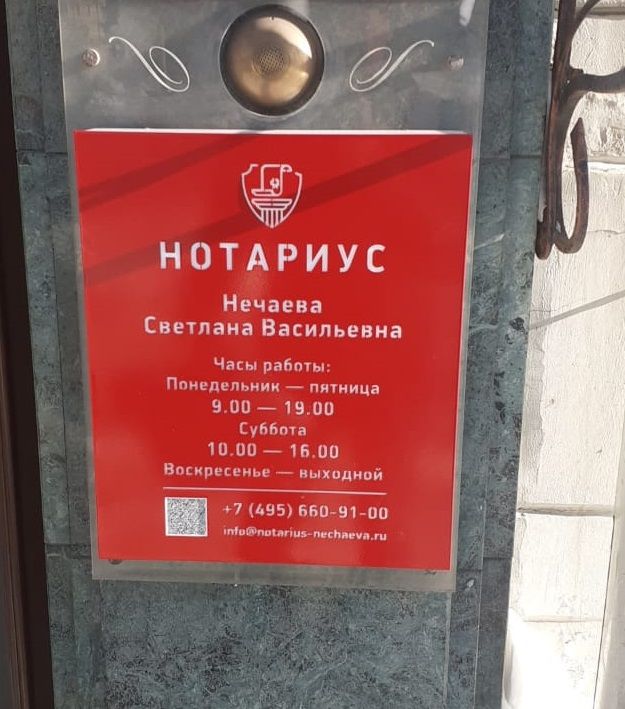 НОТАРИУС
Нечаева
Светлана Васильевна
Часы работы:
Понедельник — пятница
9.00 — 19.00
Суббота
10.00 — 16.00
Воскресенье — выходной
+7 (495) 660-91-00
info@notarius-nechaeva.ru